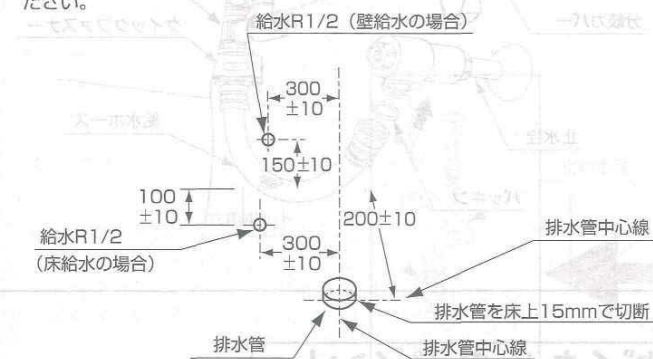 ださい。
給水R1/2（壁給水の場合）
300
±10
150±10
100
±10
200±10
給水R1/2
（床給水の場合）
300
±10
排水管中心線
排水管を床上15mmで切断
排水管
排水管中心線